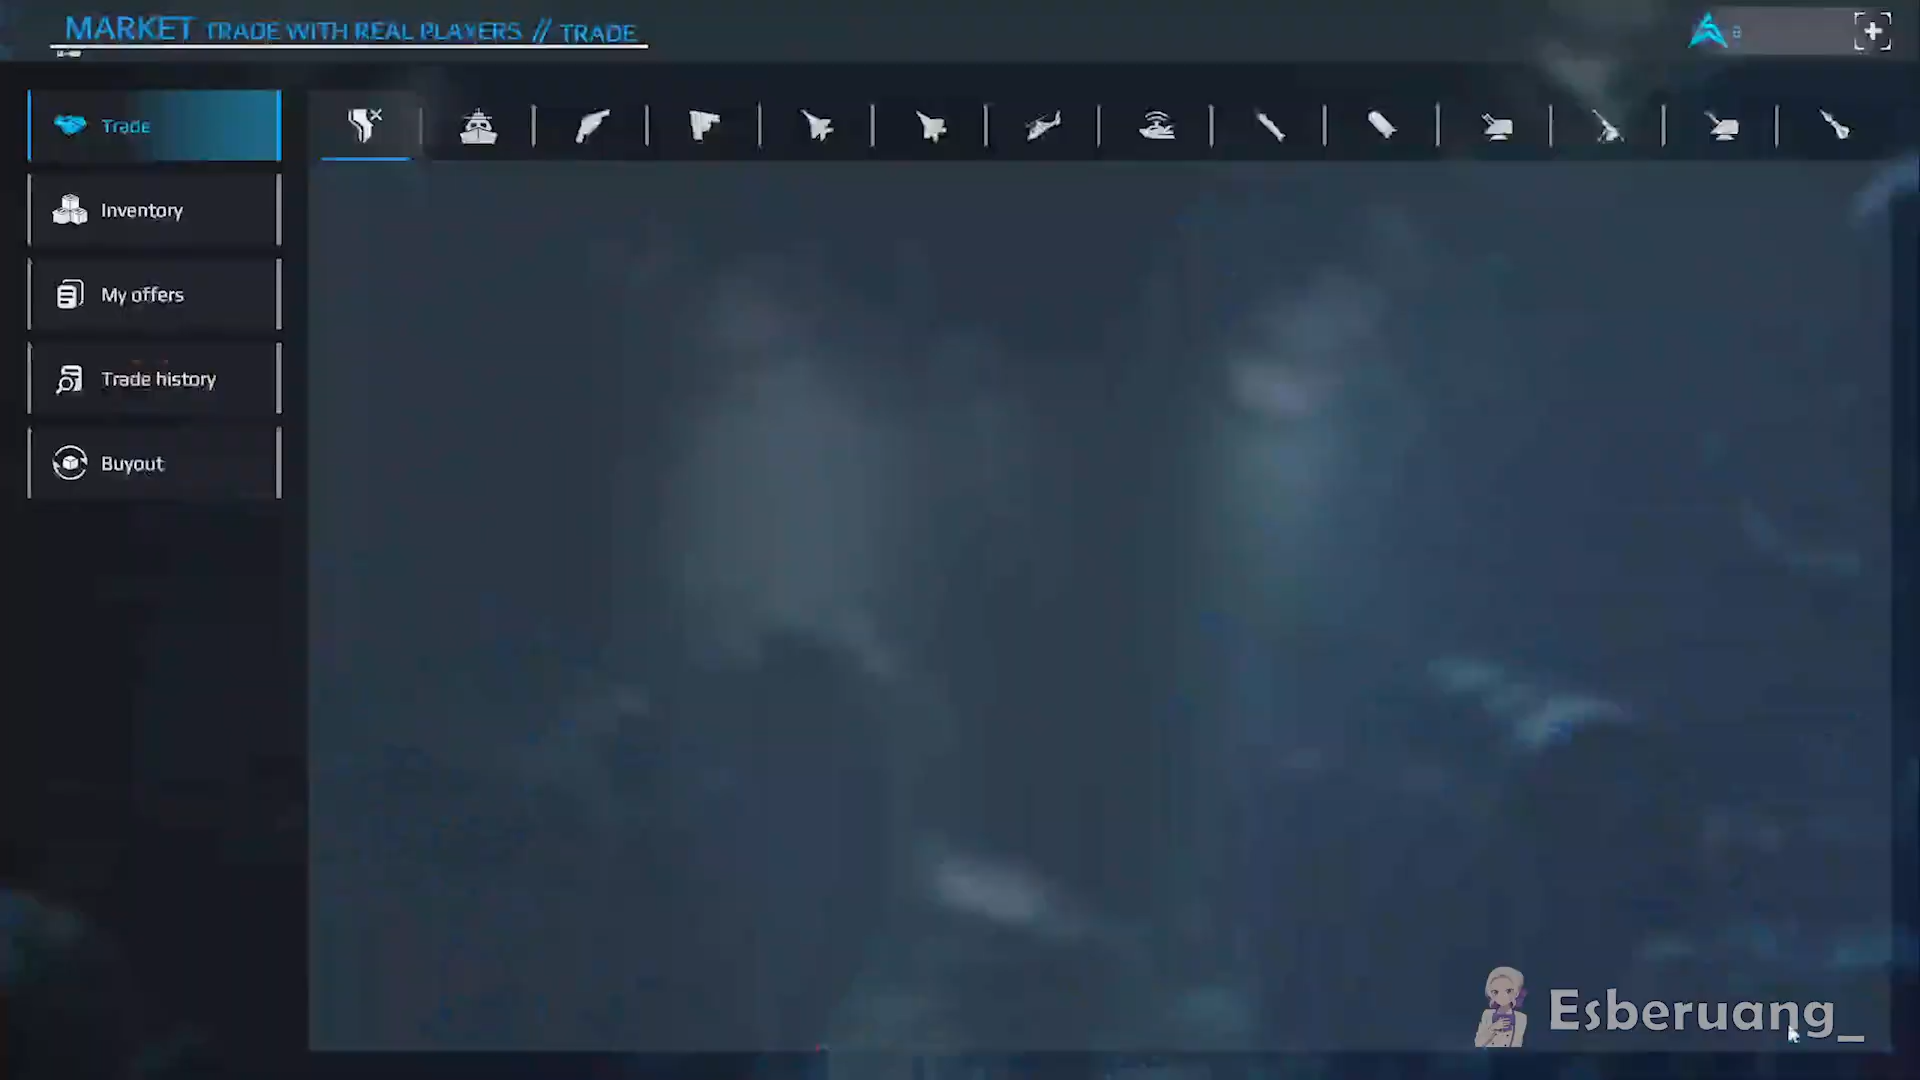 MARKET TRADE WITH REAL PLAYERS // TRADE
Trade
Inventory
My offers
Trade history
Buyout
Esberuang_